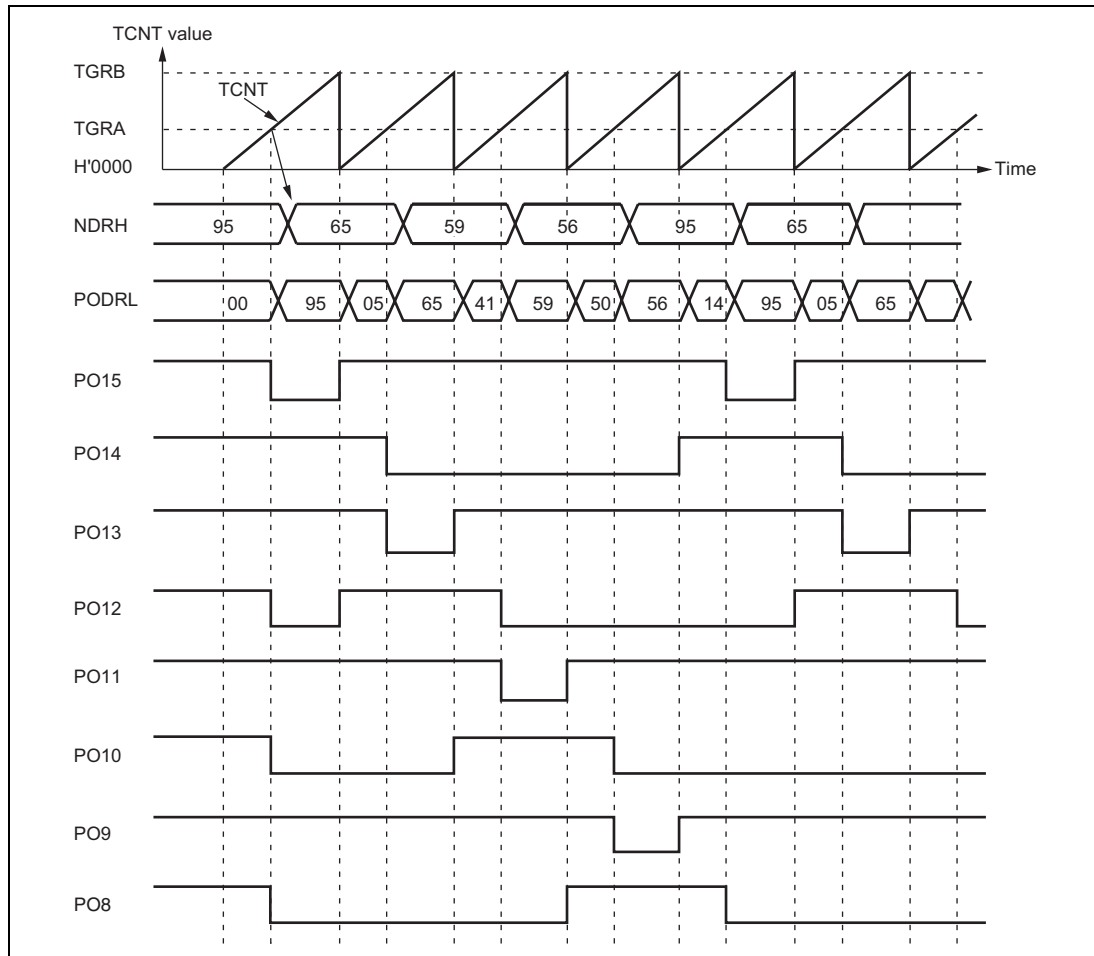 TCNT value
TGRB
TCNT
TGRA
H'0000
Time
NDRH 95 65 59 56 95 65
PODRL 00 95 05 65 41 59 50 56 14 95 05 65
PO15
PO14
PO13
PO12
PO11
PO10
PO9
PO8